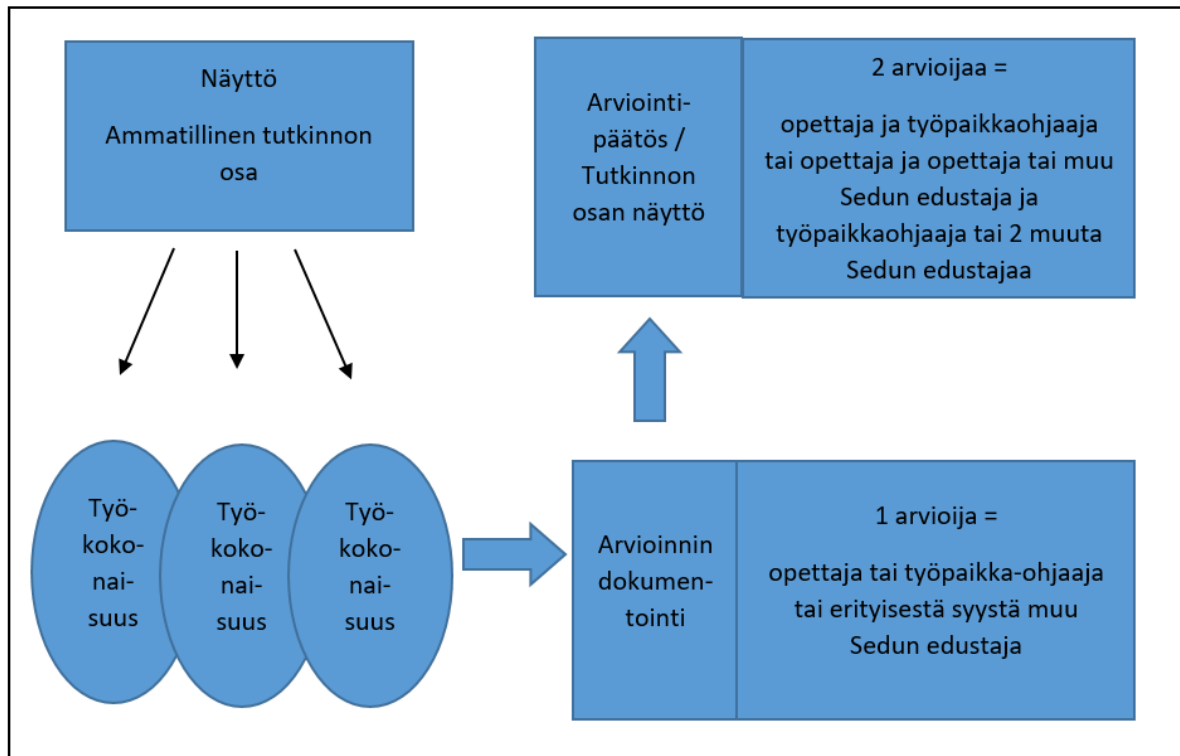 Näyttö
Ammatillinen tutkinnon
osa
Arviointi-
päätös /
Tutkinnon
osan näyttö
2 arvioijaa =
opettaja ja työpaikkaohjaaja
tai opettaja ja opettaja tai muu
Sedun edustaja ja
työpaikkaohjaaja tai 2 muuta
Sedun edustajaa
Työ-
koko-
nai-
suus
Työ-
koko-
nai-
suus
Työ-
koko-
nai-
suus
Arvioinnin
dokumen-
tointi
1 arvioija =
opettaja tai työpaikka-ohjaaja
tai erityisestä syystä muu
Sedun edustaja